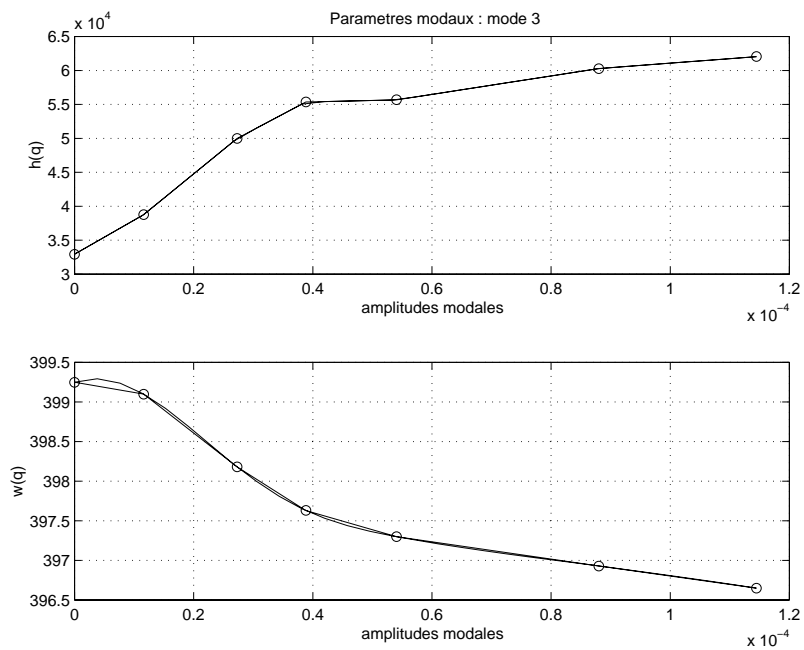 Parametres modaux : mode 3
x 10⁴
6.5
6
5.5
5
4.5
4
3.5
3
h(q)
0 0.2 0.4 0.6 0.8 1 1.2
amplitudes modales
x 10⁻⁴
399.5
399
398.5
398
397.5
397
396.5
w(q)
0 0.2 0.4 0.6 0.8 1 1.2
amplitudes modales
x 10⁻⁴